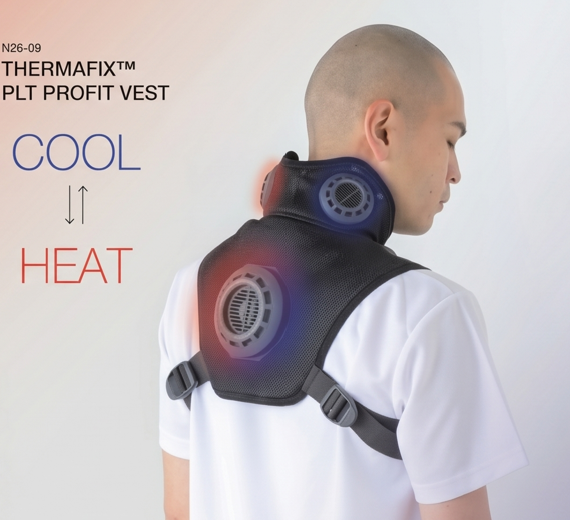 N26-09
THERMAFIX™
PLT PROFIT VEST
COOL
HEAT